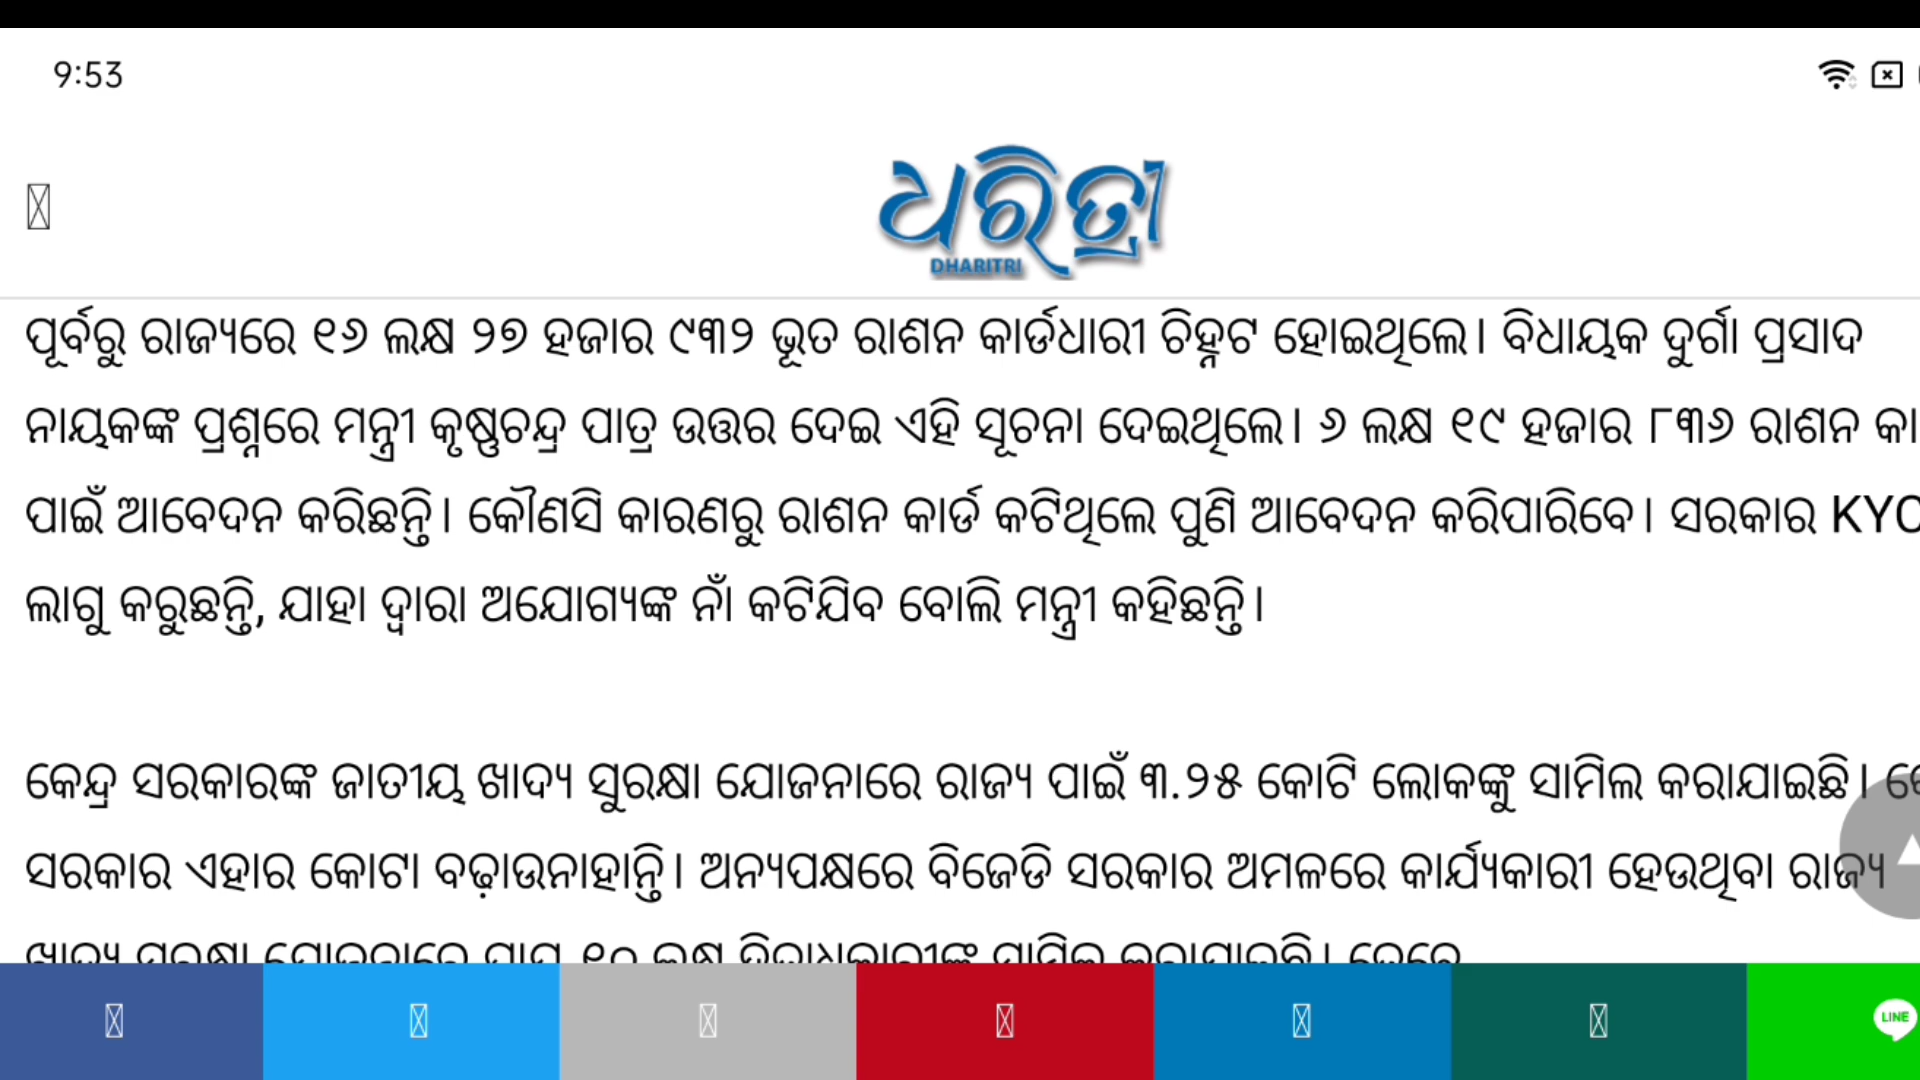 9:53
ଧରିତ୍ରୀ
DHARITRI
ପୂର୍ବରୁ ରାଜ୍ୟରେ ୧୬ ଲକ୍ଷ ୨୭ ହଜାର ୯୩୨ ଭୂତ ରାଶନ କାର୍ଡଧାରୀ ଚିହ୍ନଟ ହୋଇଥିଲେ। ବିଧାୟକ ଦୁର୍ଗା ପ୍ରସାଦ
ନାୟକଙ୍କ ପ୍ରଶ୍ନରେ ମନ୍ତ୍ରୀ କୃଷ୍ଣଚନ୍ଦ୍ର ପାତ୍ର ଉତ୍ତର ଦେଇ ଏହି ସୂଚନା ଦେଇଥିଲେ। ୬ ଲକ୍ଷ ୧୯ ହଜାର ୮୩୬ ରାଶନ
ପାଇଁ ଆବେଦନ କରିଛନ୍ତି। କୌଣସି କାରଣରୁ ରାଶନ କାର୍ଡ କଟିଥିଲେ ପୁଣି ଆବେଦନ କରିପାରିବେ। ସରକାର KYC
ଲାଗୁ କରୁଛନ୍ତି, ଯାହା ଦ୍ୱାରା ଅଯୋଗ୍ୟଙ୍କ ନାଁ କଟିଯିବ ବୋଲି ମନ୍ତ୍ରୀ କହିଛନ୍ତି।
କେନ୍ଦ୍ର ସରକାରଙ୍କ ଜାତୀୟ ଖାଦ୍ୟ ସୁରକ୍ଷା ଯୋଜନାରେ ରାଜ୍ୟ ପାଇଁ ୩.୨୫ କୋଟି ଲୋକଙ୍କୁ ସାମିଲ କରାଯାଇଛି।
ସରକାର ଏହାର କୋଟା ବଢ଼ାଉନାହାନ୍ତି। ଅନ୍ୟପକ୍ଷରେ ବିଜେଡି ସରକାର ଅମଳରେ କାର୍ଯ୍ୟକାରୀ ହେଉଥିବା ରାଜ୍ୟ
LINE